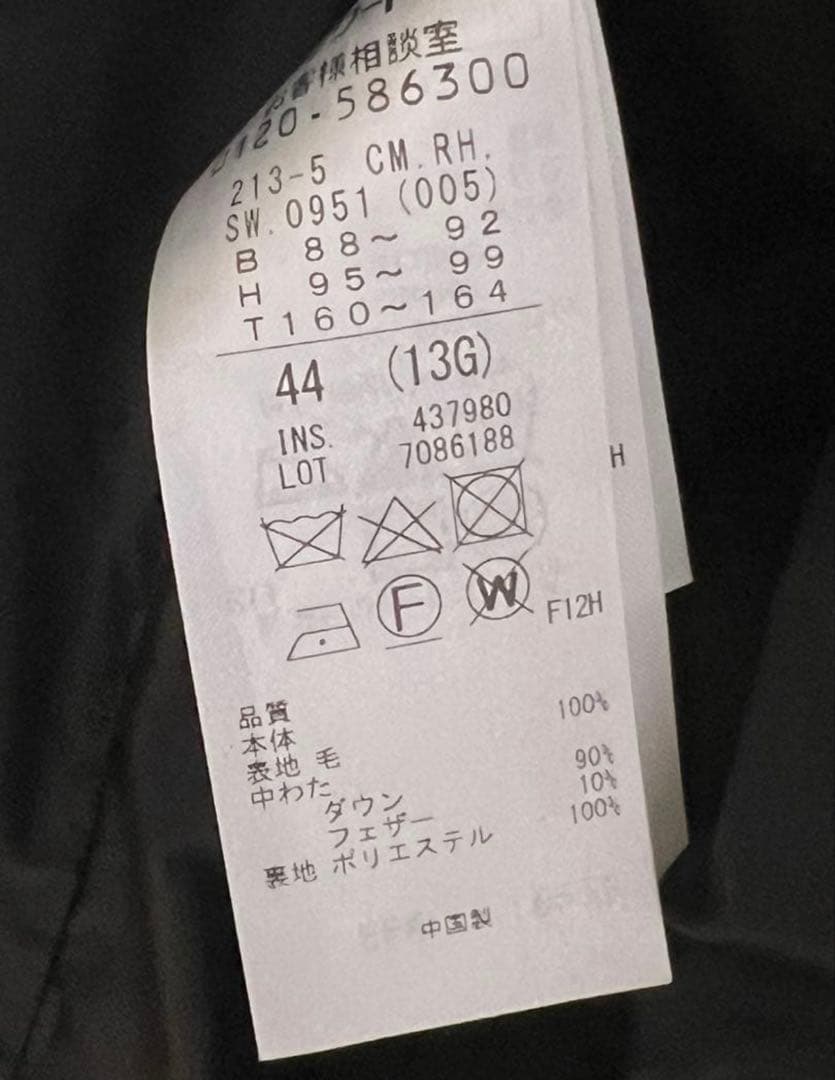 お客様相談室
0120-586300
213-5 CM.RH.
SW.0951 (005)
B 88~ 92
H 95~ 99
T160~164
44 (13G)
INS. 437980
LOT 7086188
H
F
W
F12H
品質
本体
表地 毛 100%
中わた
ダウン 90%
フェザー 10%
裏地 ポリエステル 100%
中国製